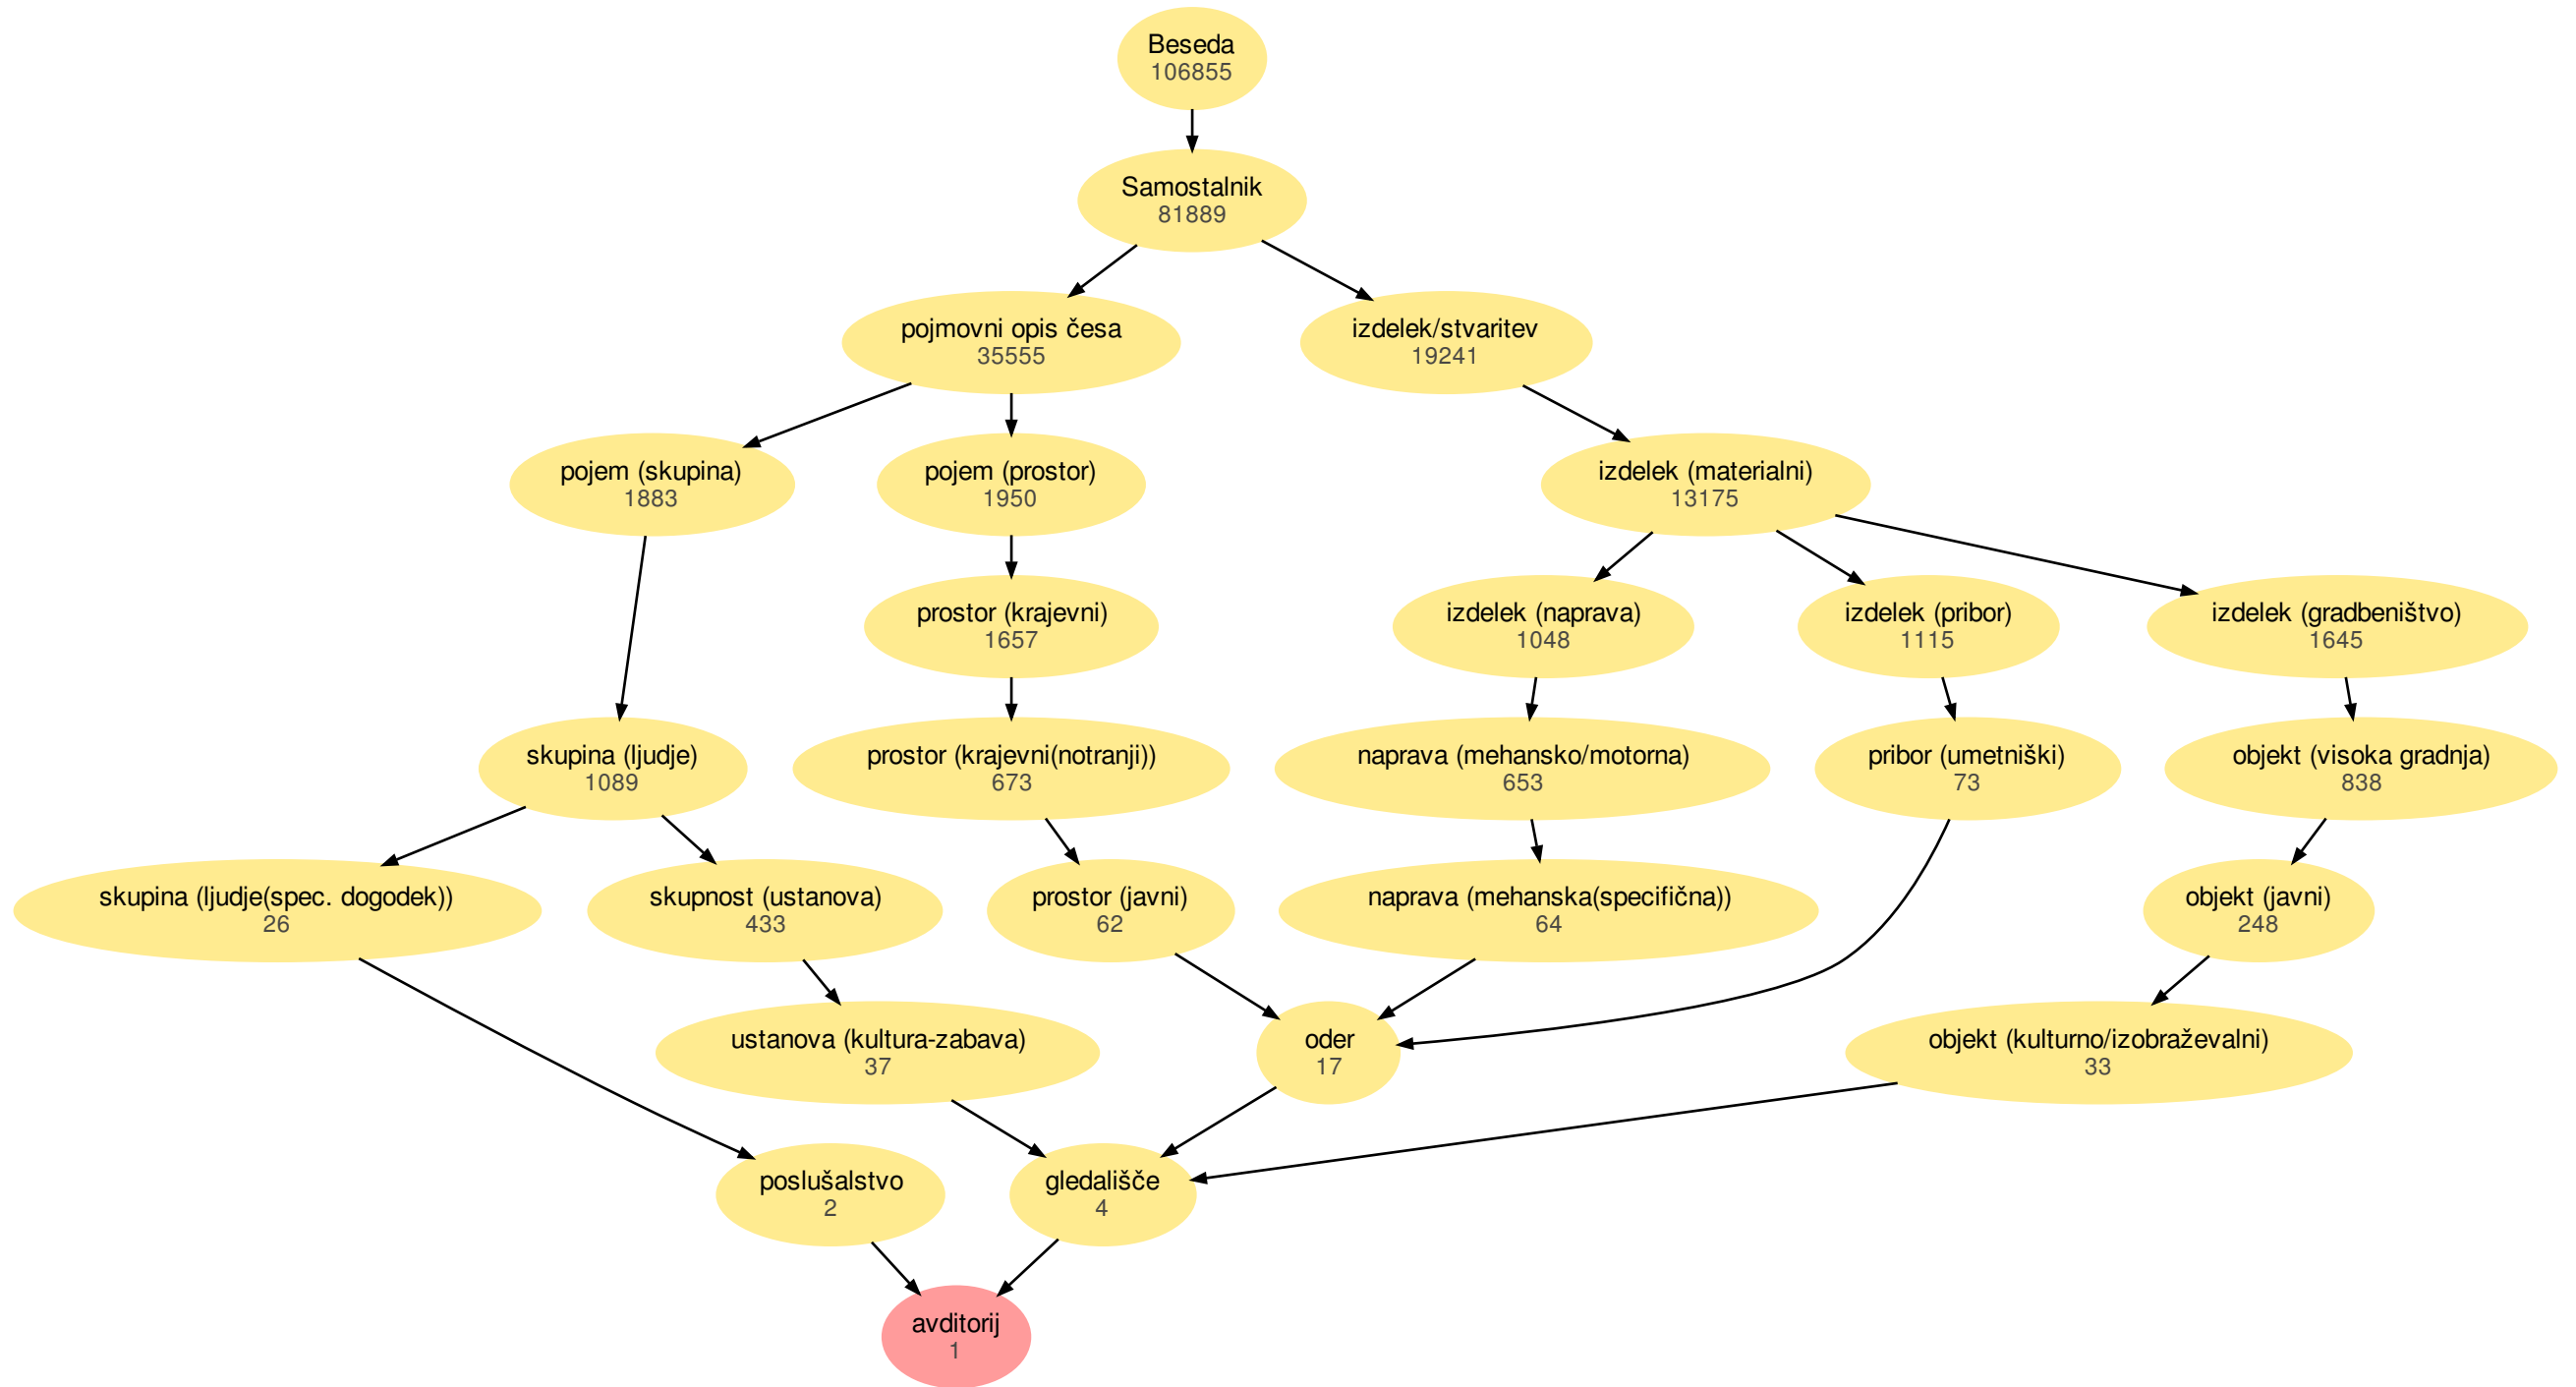 Beseda
106855
Samostalnik
81889
pojmovni opis česa
35555
izdelek/stvaritev
19241
pojem (skupina)
1883
pojem (prostor)
1950
izdelek (materialni)
13175
prostor (krajevni)
1657
izdelek (naprava)
1048
izdelek (pribor)
1115
izdelek (gradbeništvo)
1645
skupina (ljudje)
1089
prostor (krajevni(notranji))
673
naprava (mehansko/motorna)
653
pribor (umetniški)
73
objekt (visoka gradnja)
838
skupina (ljudje(spec. dogodek))
26
skupnost (ustanova)
433
prostor (javni)
62
naprava (mehanska(specifična))
64
objekt (javni)
248
ustanova (kultura-zabava)
37
oder
17
objekt (kulturno/izobraževalni)
33
poslušalstvo
2
gledališče
4
avditorij
1